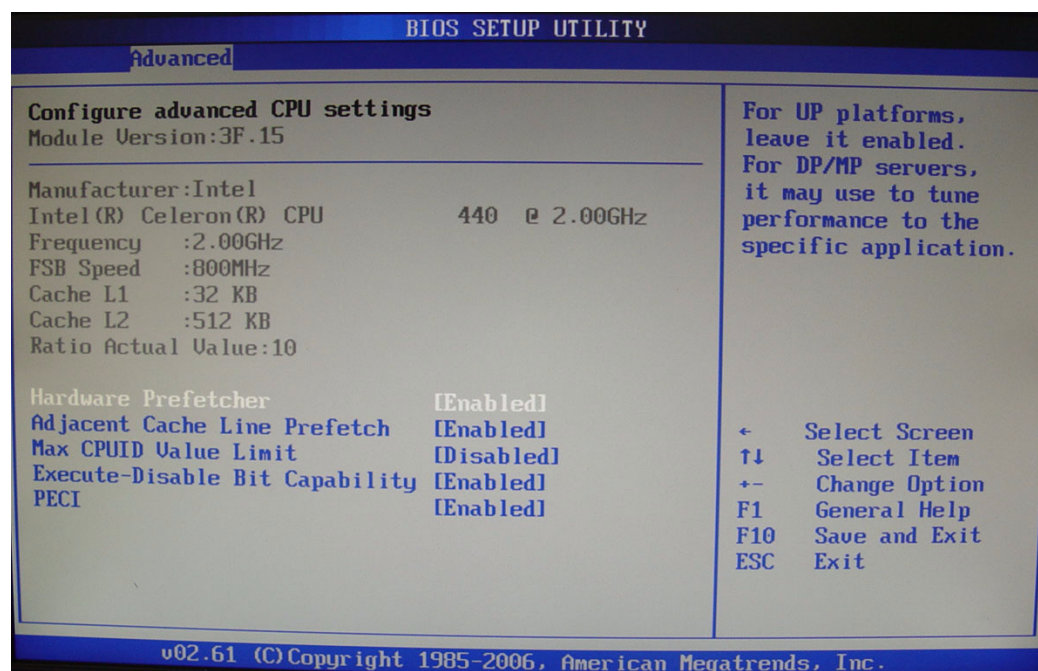 BIOS SETUP UTILITY
Advanced
Configure advanced CPU settings
Module Version:3F.15
Manufacturer:Intel
Intel(R) Celeron(R) CPU 440 @ 2.00GHz
Frequency :2.00GHz
FSB Speed :800MHz
Cache L1 :32 KB
Cache L2 :512 KB
Ratio Actual Value:10
Hardware Prefetcher [Enabled]
Adjacent Cache Line Prefetch [Enabled]
Max CPUID Value Limit [Disabled]
Execute-Disable Bit Capability [Enabled]
PECI [Enabled]
For UP platforms,
leave it enabled.
For DP/MP servers,
it may use to tune
performance to the
specific application.
← Select Screen
↑↓ Select Item
+- Change Option
F1 General Help
F10 Save and Exit
ESC Exit
v02.61 (C)Copyright 1985-2006, American Megatrends, Inc.